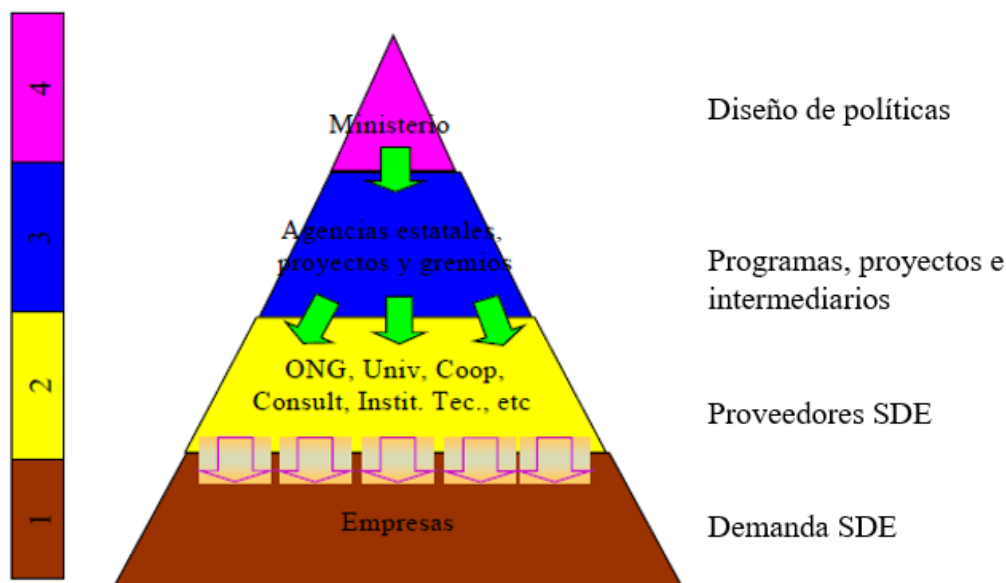 4
Ministerio
Diseño de políticas
3
Agencias estatales,
proyectos y gremios
Programas, proyectos e
intermediarios
2
ONG, Univ, Coop,
Consult, Instit. Tec., etc
Proveedores SDE
1
Empresas
Demanda SDE